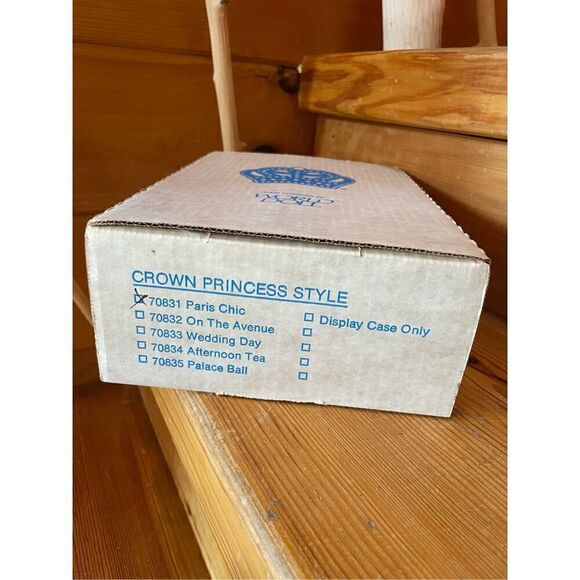 CROWN PRINCESS STYLE
☒ 70831 Paris Chic
☐ 70832 On The Avenue
☐ 70833 Wedding Day
☐ 70834 Afternoon Tea
☐ 70835 Palace Ball
☐ Display Case Only
☐
☐
☐
☐